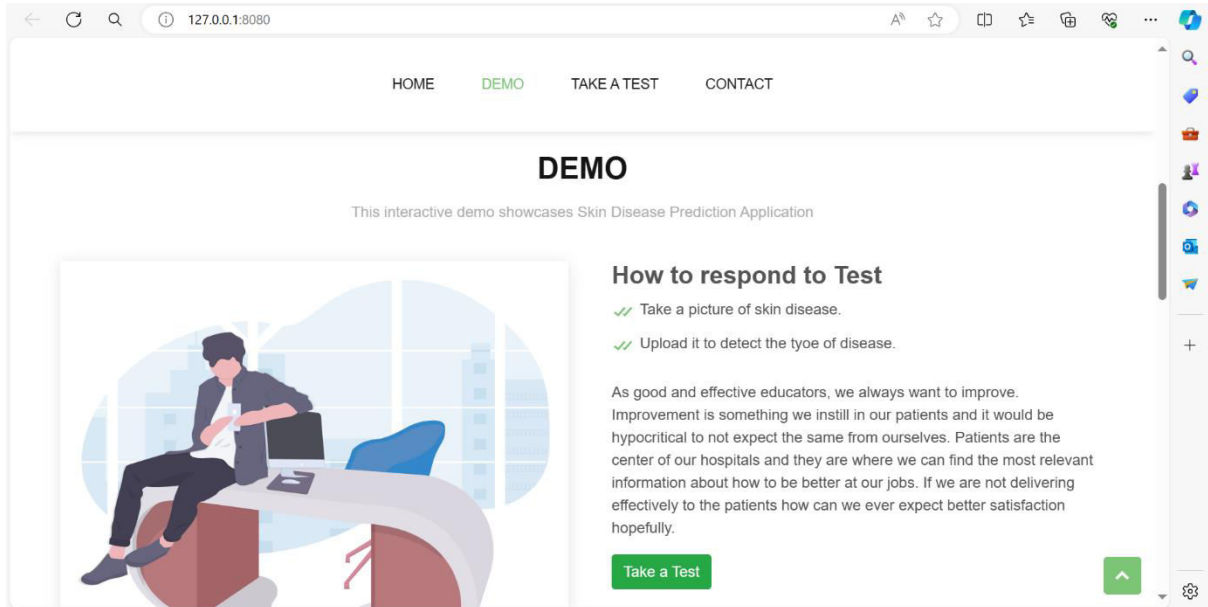 127.0.0.1:8080
HOME DEMO TAKE A TEST CONTACT
DEMO
This interactive demo showcases Skin Disease Prediction Application
How to respond to Test
Take a picture of skin disease.
Upload it to detect the tyoe of disease.
As good and effective educators, we always want to improve.
Improvement is something we instill in our patients and it would be
hypocritical to not expect the same from ourselves. Patients are the
center of our hospitals and they are where we can find the most relevant
information about how to be better at our jobs. If we are not delivering
effectively to the patients how can we ever expect better satisfaction
hopefully.
Take a Test